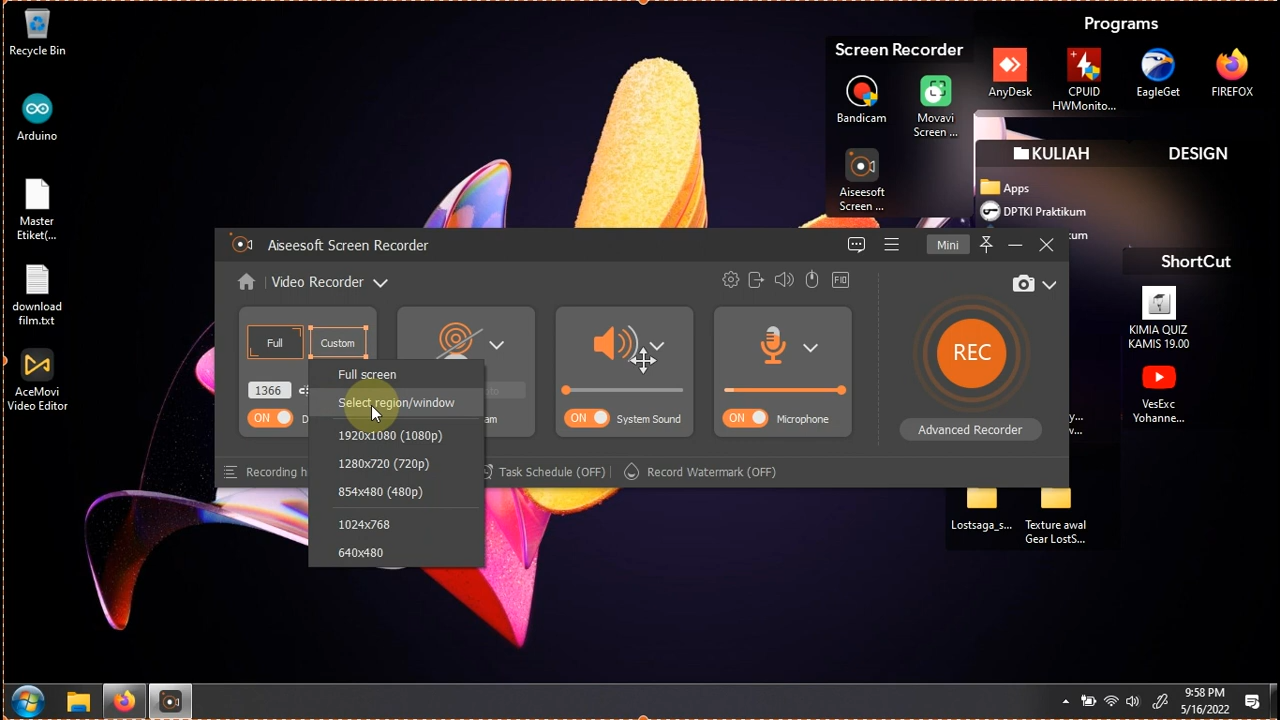 Recycle Bin
Arduino
Master
Etiket(...
download
film.txt
AceMovi
Video Editor
Screen Recorder
Bandicam
Movavi
Screen ...
Aiseesoft
Screen ...
Programs
AnyDesk
CPUID
HWMonito...
EagleGet
FIREFOX
KULIAH
Apps
DPTKI Praktikum
kum
DESIGN
ShortCut
KIMIA QUIZ
KAMIS 19.00
VesExc
Yohanne...
Lostsaga_s...
Texture awal
Gear LostS...
Aiseesoft Screen Recorder
Mini
Video Recorder
Full
Custom
1366
ON
System Sound
ON
Microphone
ON
REC
Advanced Recorder
Task Schedule (OFF)
Record Watermark (OFF)
Recording h
Full screen
Select region/window
1920x1080 (1080p)
1280x720 (720p)
854x480 (480p)
1024x768
640x480
9:58 PM
5/16/2022